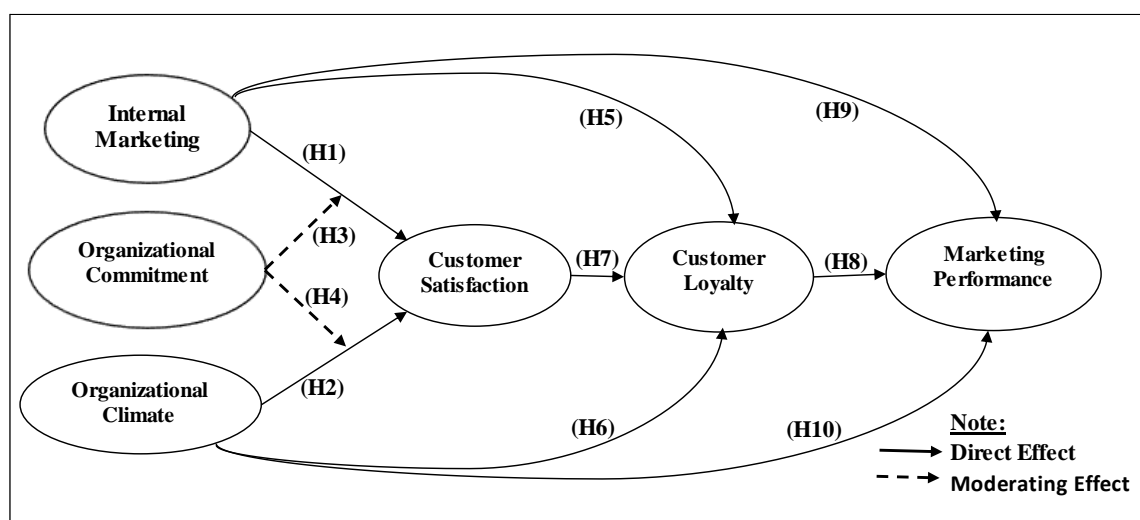 Internal
Marketing
(H1)
(H5)
(H9)
Organizational
Commitment
(H3)
(H4)
Customer
Satisfaction
(H7)
Customer
Loyalty
(H8)
Marketing
Performance
Organizational
Climate
(H2)
(H6)
(H10)
Note:
Direct Effect
Moderating Effect